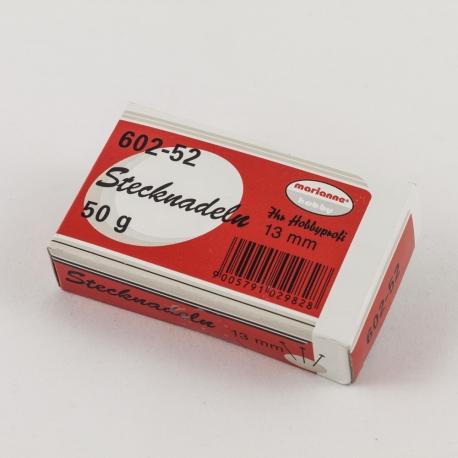 602-52
Stecknadeln
50 g
marianne®
hobby
Ihr Hobbyprofi
13 mm
9005791029828
Stecknadeln
13 mm
602-52